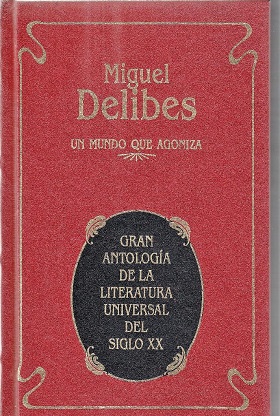 Miguel
Delibes
UN MUNDO QUE AGONIZA
GRAN
ANTOLOGÍA
DE LA
LITERATURA
UNIVERSAL
DEL
SIGLO XX